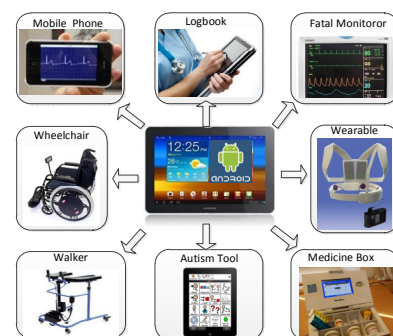 Mobile Phone
Logbook
Fatal Monitoror
Wheelchair
12:25
ANDROID
Wearable
Walker
Autism Tool
Medicine Box